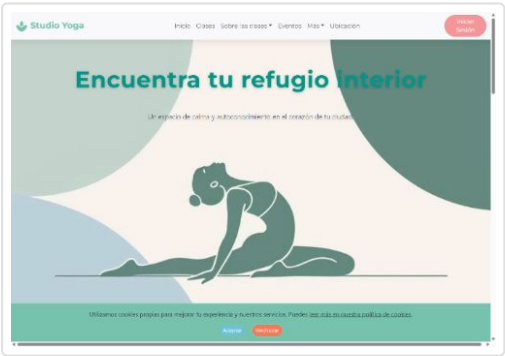 Studio Yoga
Inicio Clases Sobre las clases Eventos Más Ubicación
Iniciar
Sesión
Encuentra tu refugio interior
Un espacio de calma y autoconocimiento en el corazón de tu ciudad.
Utilizamos cookies propias para mejorar tu experiencia y nuestros servicios. Puedes leer más en nuestra política de cookies.
Aceptar Rechazar